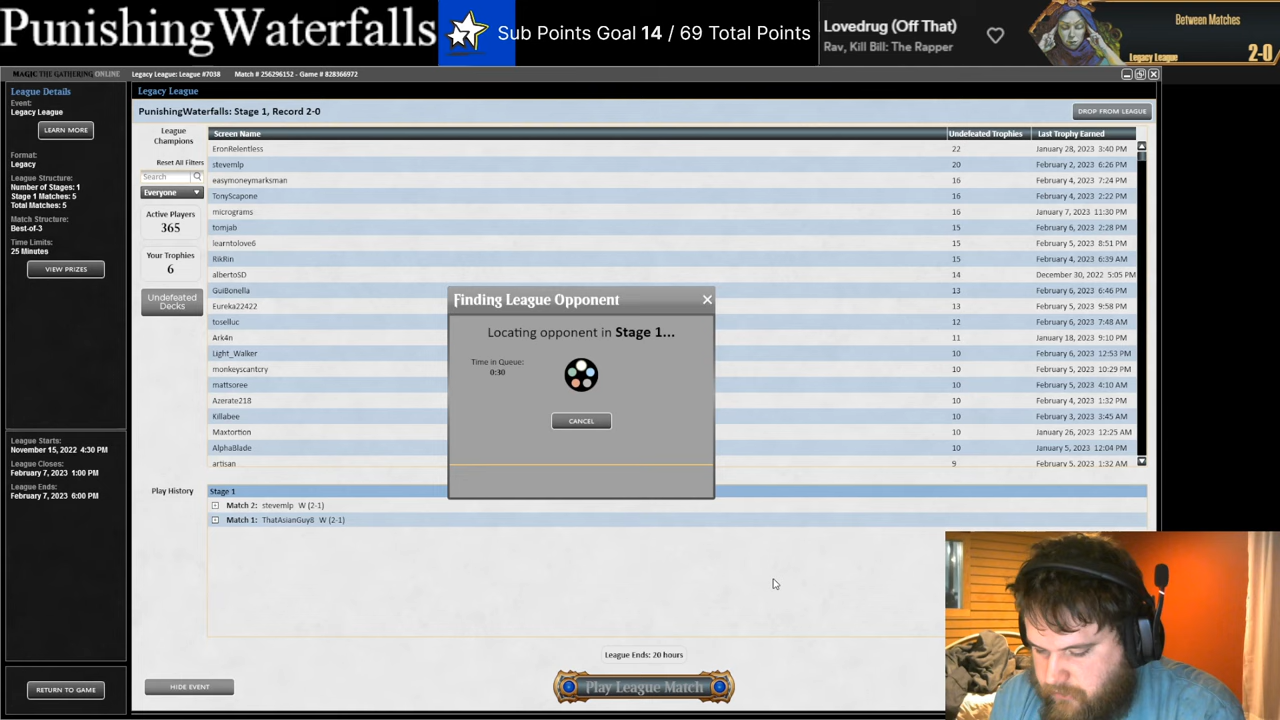 PunishingWaterfalls
Sub Points Goal 14 / 69 Total Points
Lovedrug (Off That)
Rav, Kill Bill: The Rapper
Between Matches
Legacy League
2-0
MAGIC THE GATHERING ONLINE
Legacy League: League #7038 Match # 256296152 - Game # 828366972
League Details
Event:
Legacy League
LEARN MORE
Format:
Legacy
League Structure:
Number of Stages: 1
Stage 1 Matches: 5
Total Matches: 5
Match Structure:
Best-of-3
Time Limits:
25 Minutes
VIEW PRIZES
League Starts:
November 15, 2022 4:30 PM
League Closes:
February 7, 2023 1:00 PM
League Ends:
February 7, 2023 6:00 PM
RETURN TO GAME
Legacy League
PunishingWaterfalls: Stage 1, Record 2-0
DROP FROM LEAGUE
League Champions
Reset All Filters
Search
Everyone
Active Players
365
Your Trophies
6
Undefeated Decks
Screen Name Undefeated Trophies Last Trophy Earned
EronRelentless 22 January 28, 2023 3:40 PM
stevemlp 20 February 2, 2023 6:26 PM
easymoneymarksman 16 February 4, 2023 7:24 PM
TonyScapone 16 February 4, 2023 2:22 PM
micrograms 16 January 7, 2023 11:30 PM
tomjab 15 February 6, 2023 2:28 PM
learntolove6 15 February 5, 2023 8:51 PM
RikRin 15 February 4, 2023 6:39 AM
albertoSD 14 December 30, 2022 5:05 PM
GuiBonella 13 February 6, 2023 6:46 PM
Eureka22422 13 February 5, 2023 9:58 PM
toselluc 12 February 6, 2023 7:48 AM
Ark4n 11 January 18, 2023 9:10 PM
Light_Walker 10 February 6, 2023 12:53 PM
monkeyscantcry 10 February 5, 2023 10:29 PM
mattsoree 10 February 5, 2023 4:10 AM
Azerate218 10 February 4, 2023 1:32 PM
Killabee 10 February 3, 2023 3:45 AM
Maxtortion 10 January 26, 2023 12:25 AM
AlphaBlade 10 January 5, 2023 12:04 PM
artisan 9 February 5, 2023 1:32 AM
Finding League Opponent
Locating opponent in Stage 1...
Time in Queue:
0:30
CANCEL
Play History
Stage 1
Match 2: stevemlp W (2-1)
Match 1: ThatAsianGuy8 W (2-1)
League Ends: 20 hours
HIDE EVENT
Play League Match